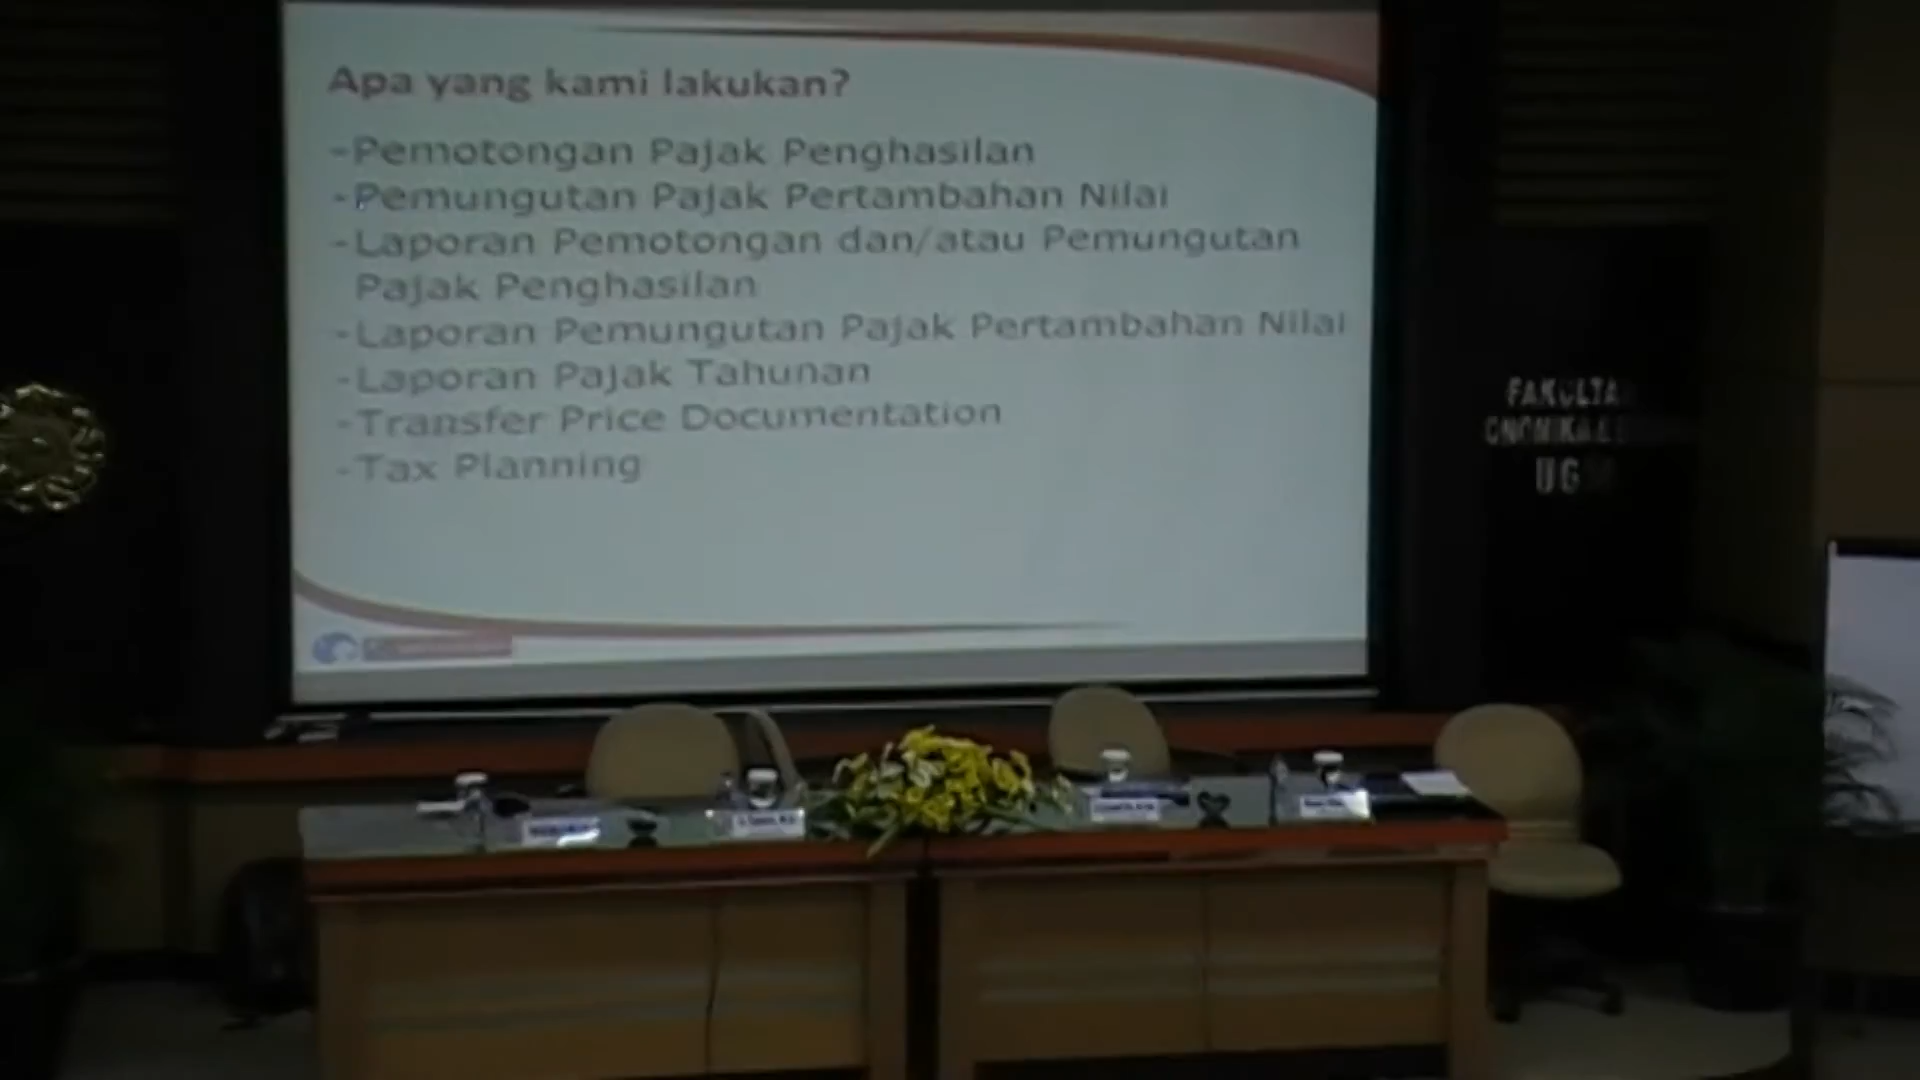 Apa yang kami lakukan?
-Pemotongan Pajak Penghasilan
-Pemungutan Pajak Pertambahan Nilai
-Laporan Pemotongan dan/atau Pemungutan
Pajak Penghasilan
-Laporan Pemungutan Pajak Pertambahan Nilai
-Laporan Pajak Tahunan
-Transfer Price Documentation
-Tax Planning